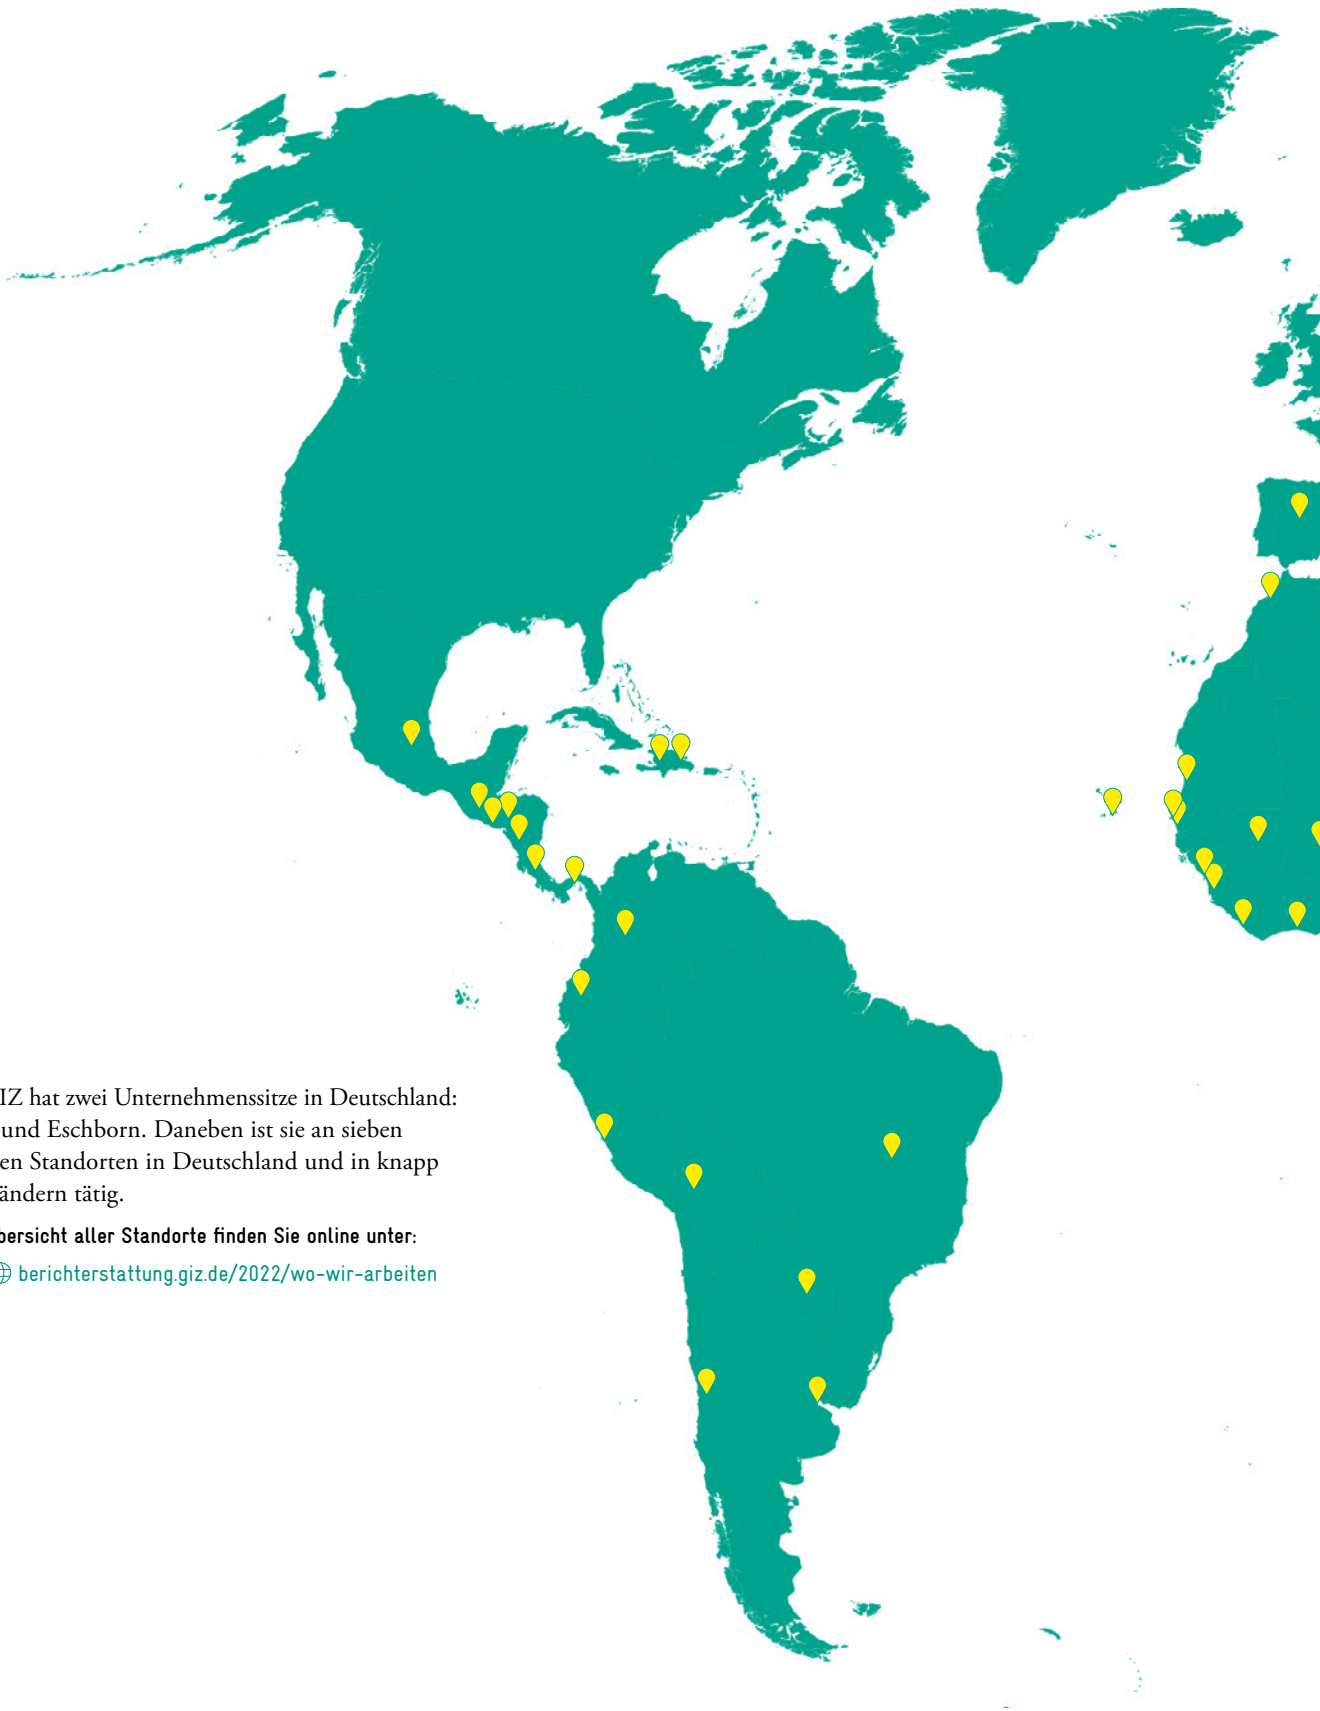 IZ hat zwei Unternehmenssitze in Deutschland:
und Eschborn. Daneben ist sie an sieben
en Standorten in Deutschland und in knapp
ändern tätig.
bersicht aller Standorte finden Sie online unter:
berichterstattung.giz.de/2022/wo-wir-arbeiten